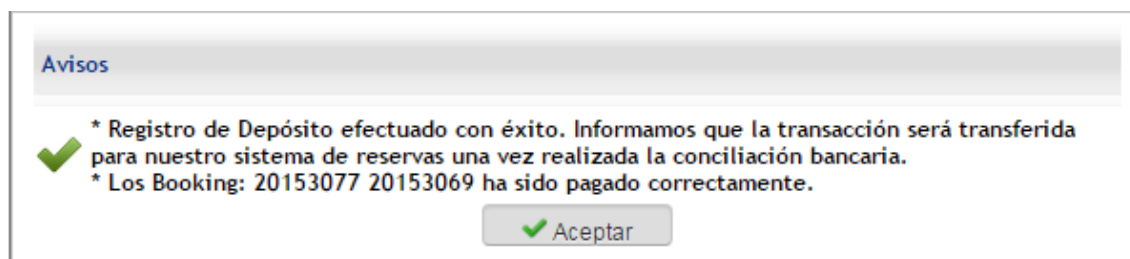 Avisos
* Registro de Depósito efectuado con éxito. Informamos que la transacción será transferida
para nuestro sistema de reservas una vez realizada la conciliación bancaria.
* Los Booking: 20153077 20153069 ha sido pagado correctamente.
Aceptar